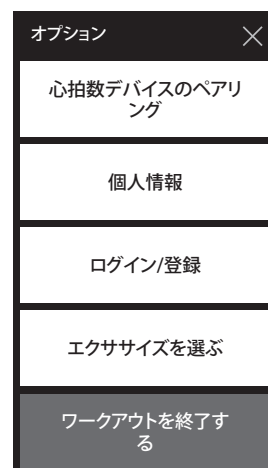 オプション
心拍数デバイスのペアリ
ング
個人情報
ログイン/登録
エクササイズを選ぶ
ワークアウトを終了す
る